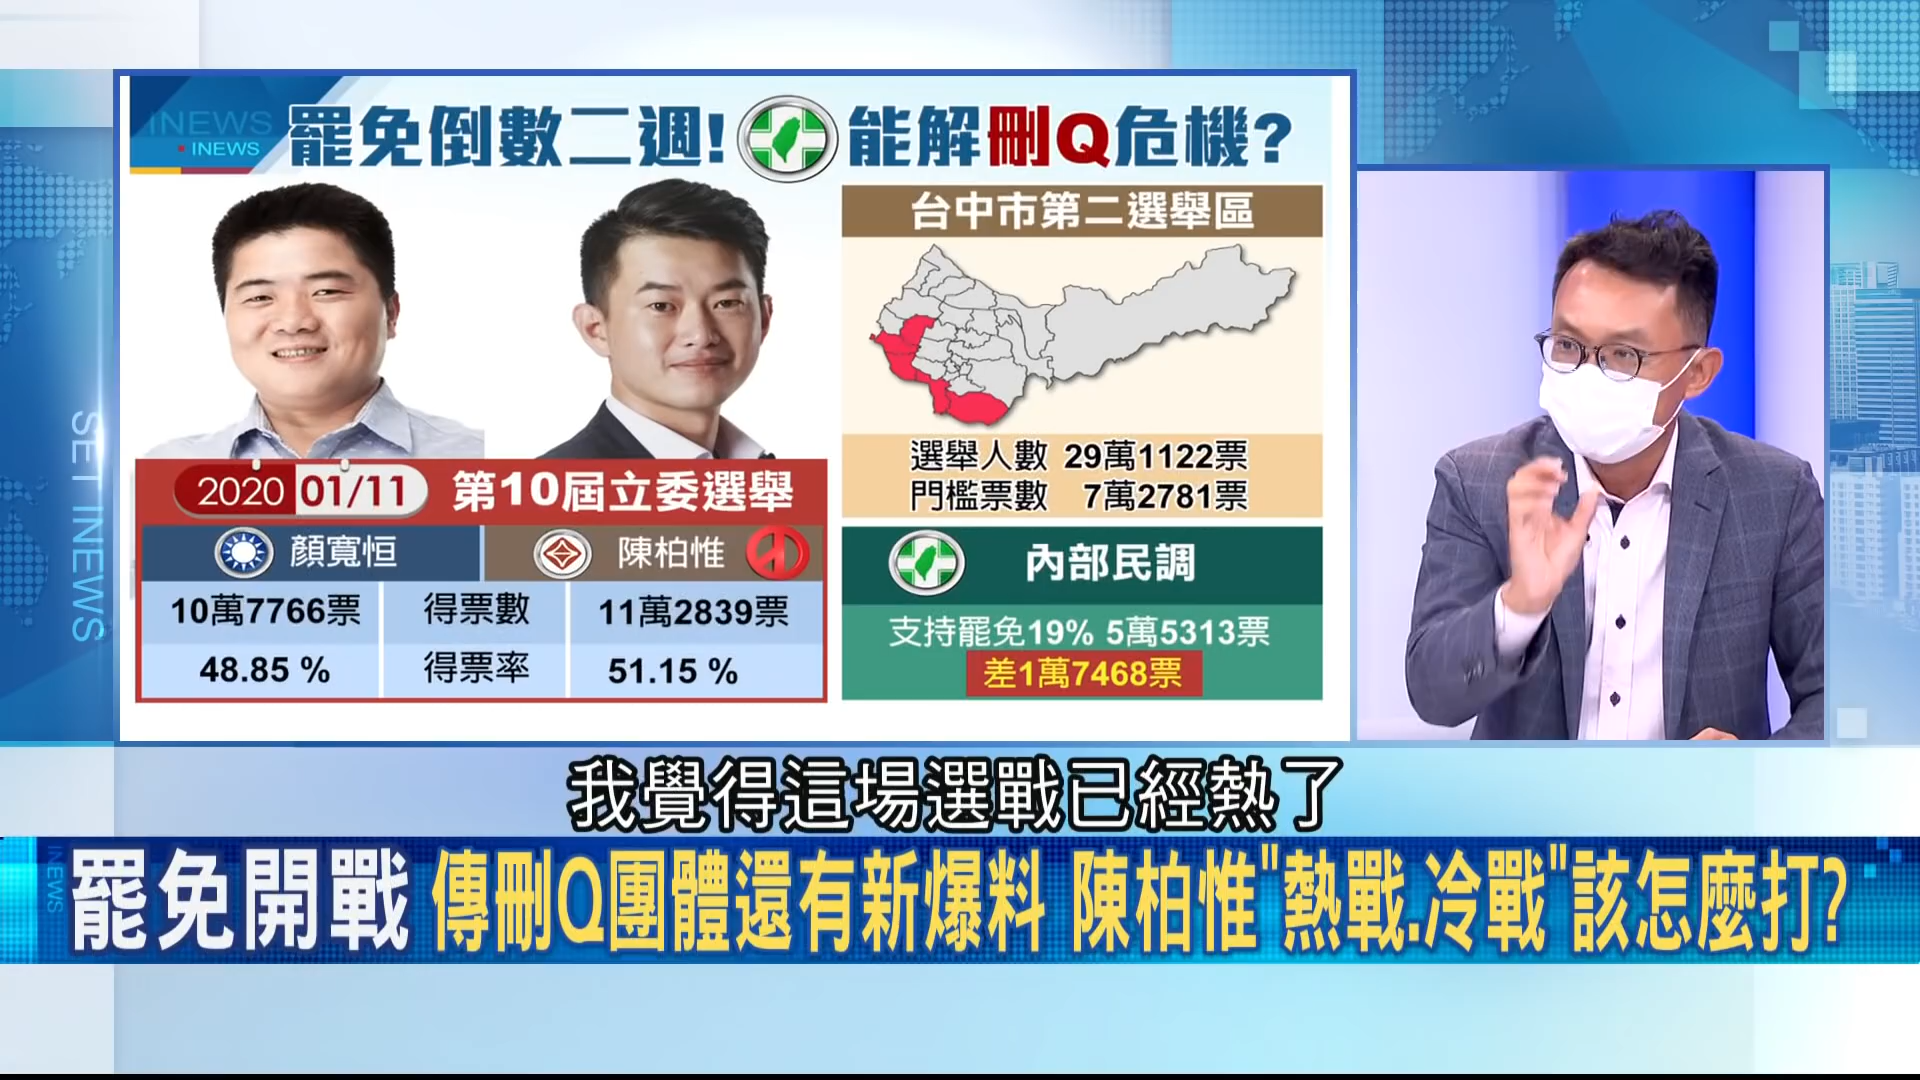 INEWS
INEWS
罷免倒數二週! 能解刪Q危機?
台中市第二選舉區
選舉人數 29萬1122票
門檻票數 7萬2781票
2020 01/11 第10屆立委選舉
顏寬恒 陳柏惟
10萬7766票 得票數 11萬2839票
48.85 % 得票率 51.15 %
內部民調
支持罷免19% 5萬5313票
差1萬7468票
SET INEWS
我覺得這場選戰已經熱了
INEWS
罷免開戰 傳刪Q團體還有新爆料 陳柏惟"熱戰.冷戰"該怎麼打?